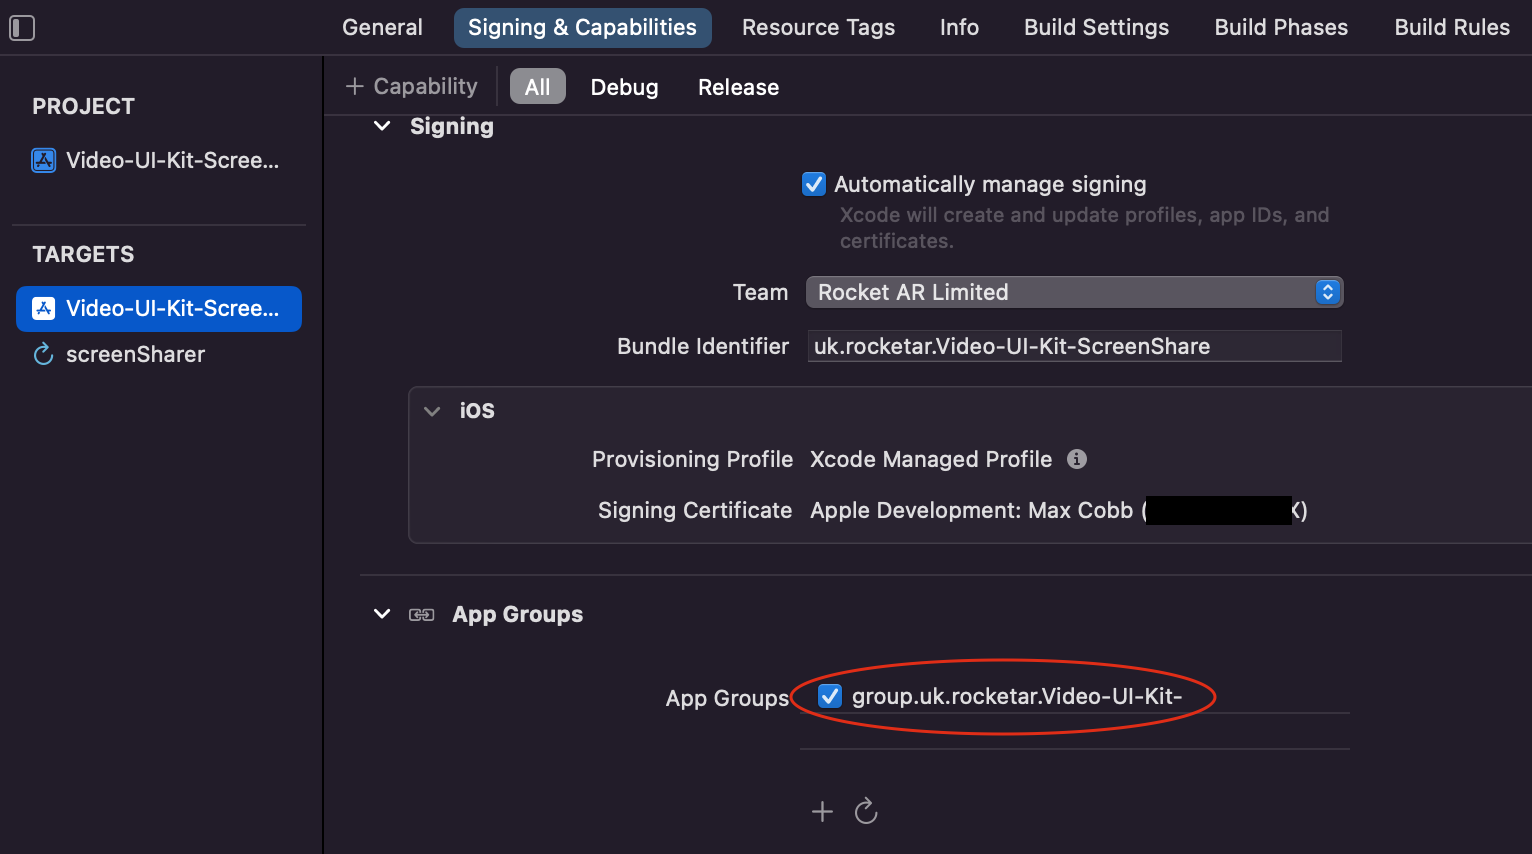 General
Signing & Capabilities
Resource Tags
Info
Build Settings
Build Phases
Build Rules
PROJECT
Video-UI-Kit-Scree...
TARGETS
Video-UI-Kit-Scree...
screenSharer
+ Capability
All
Debug
Release
Signing
Automatically manage signing
Xcode will create and update profiles, app IDs, and
certificates.
Team Rocket AR Limited
Bundle Identifier uk.rocketar.Video-UI-Kit-ScreenShare
iOS
Provisioning Profile Xcode Managed Profile
Signing Certificate Apple Development: Max Cobb ( X)
App Groups
App Groups group.uk.rocketar.Video-UI-Kit-